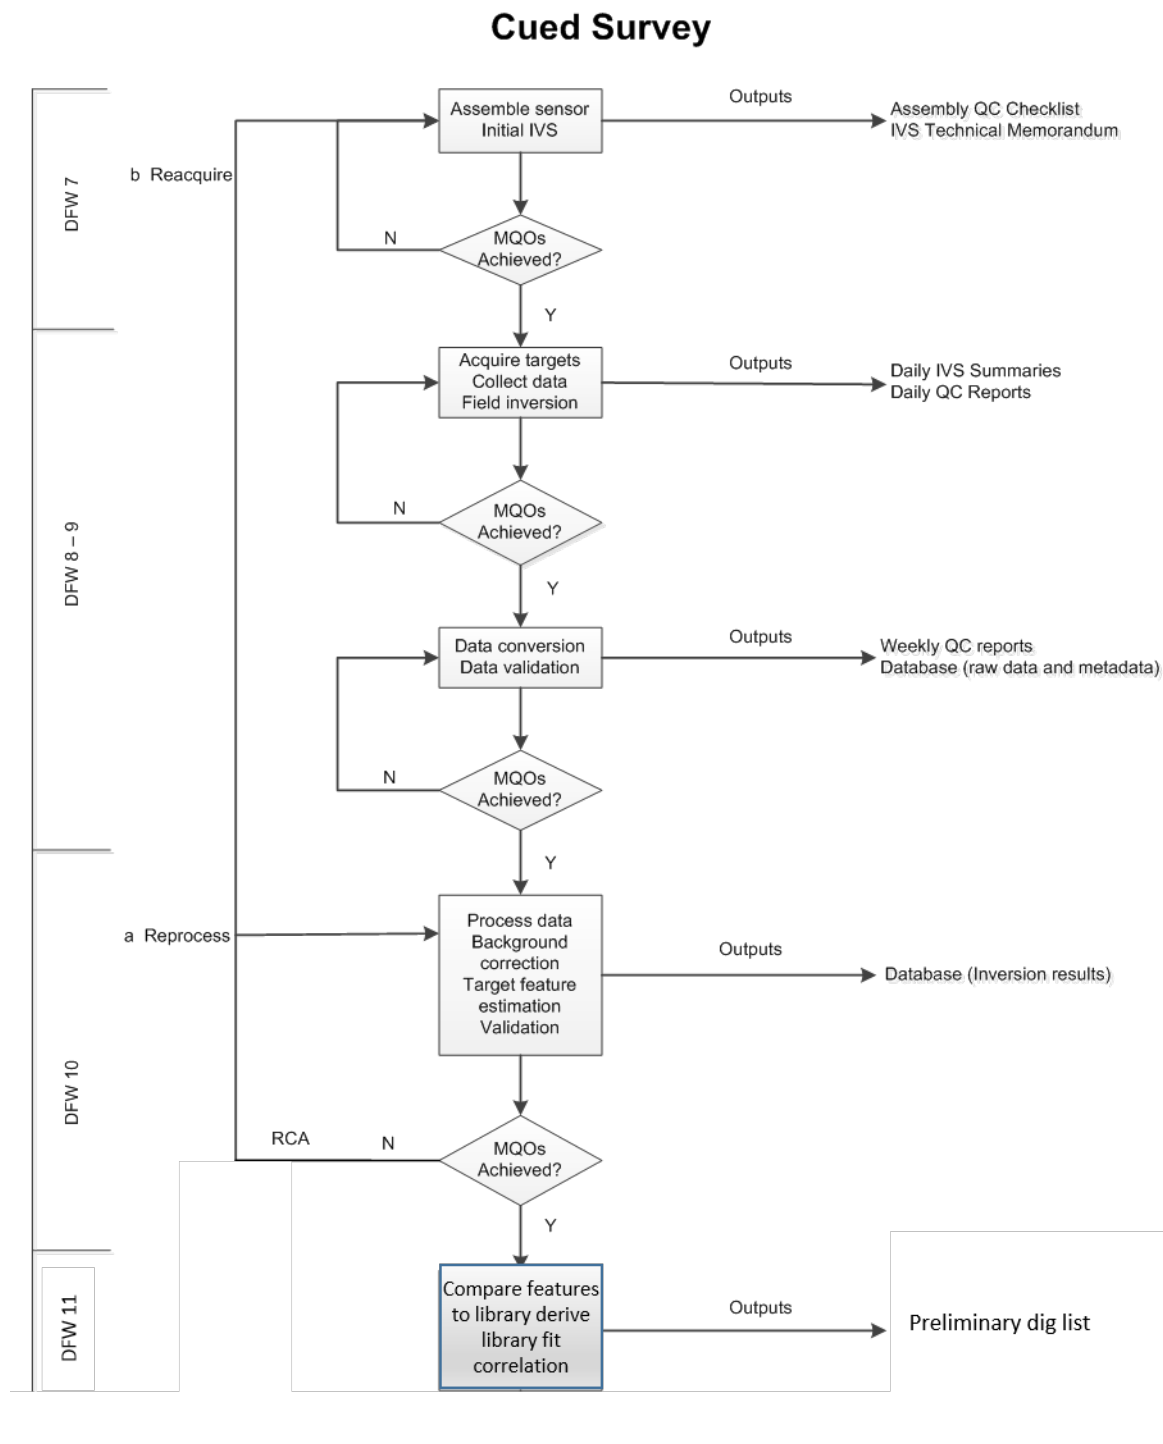 Cued Survey
Assemble sensor
Initial IVS
Outputs
Assembly QC Checklist
IVS Technical Memorandum
b Reacquire
DFW 7
MQOs
Achieved?
N
Y
Acquire targets
Collect data
Field inversion
Outputs
Daily IVS Summaries
Daily QC Reports
DFW 8 – 9
MQOs
Achieved?
N
Y
Data conversion
Data validation
Outputs
Weekly QC reports
Database (raw data and metadata)
MQOs
Achieved?
N
Y
a Reprocess
Process data
Background
correction
Target feature
estimation
Validation
Outputs
Database (Inversion results)
DFW 10
RCA
N
MQOs
Achieved?
Y
DFW 11
Compare features
to library derive
library fit
correlation
Outputs
Preliminary dig list